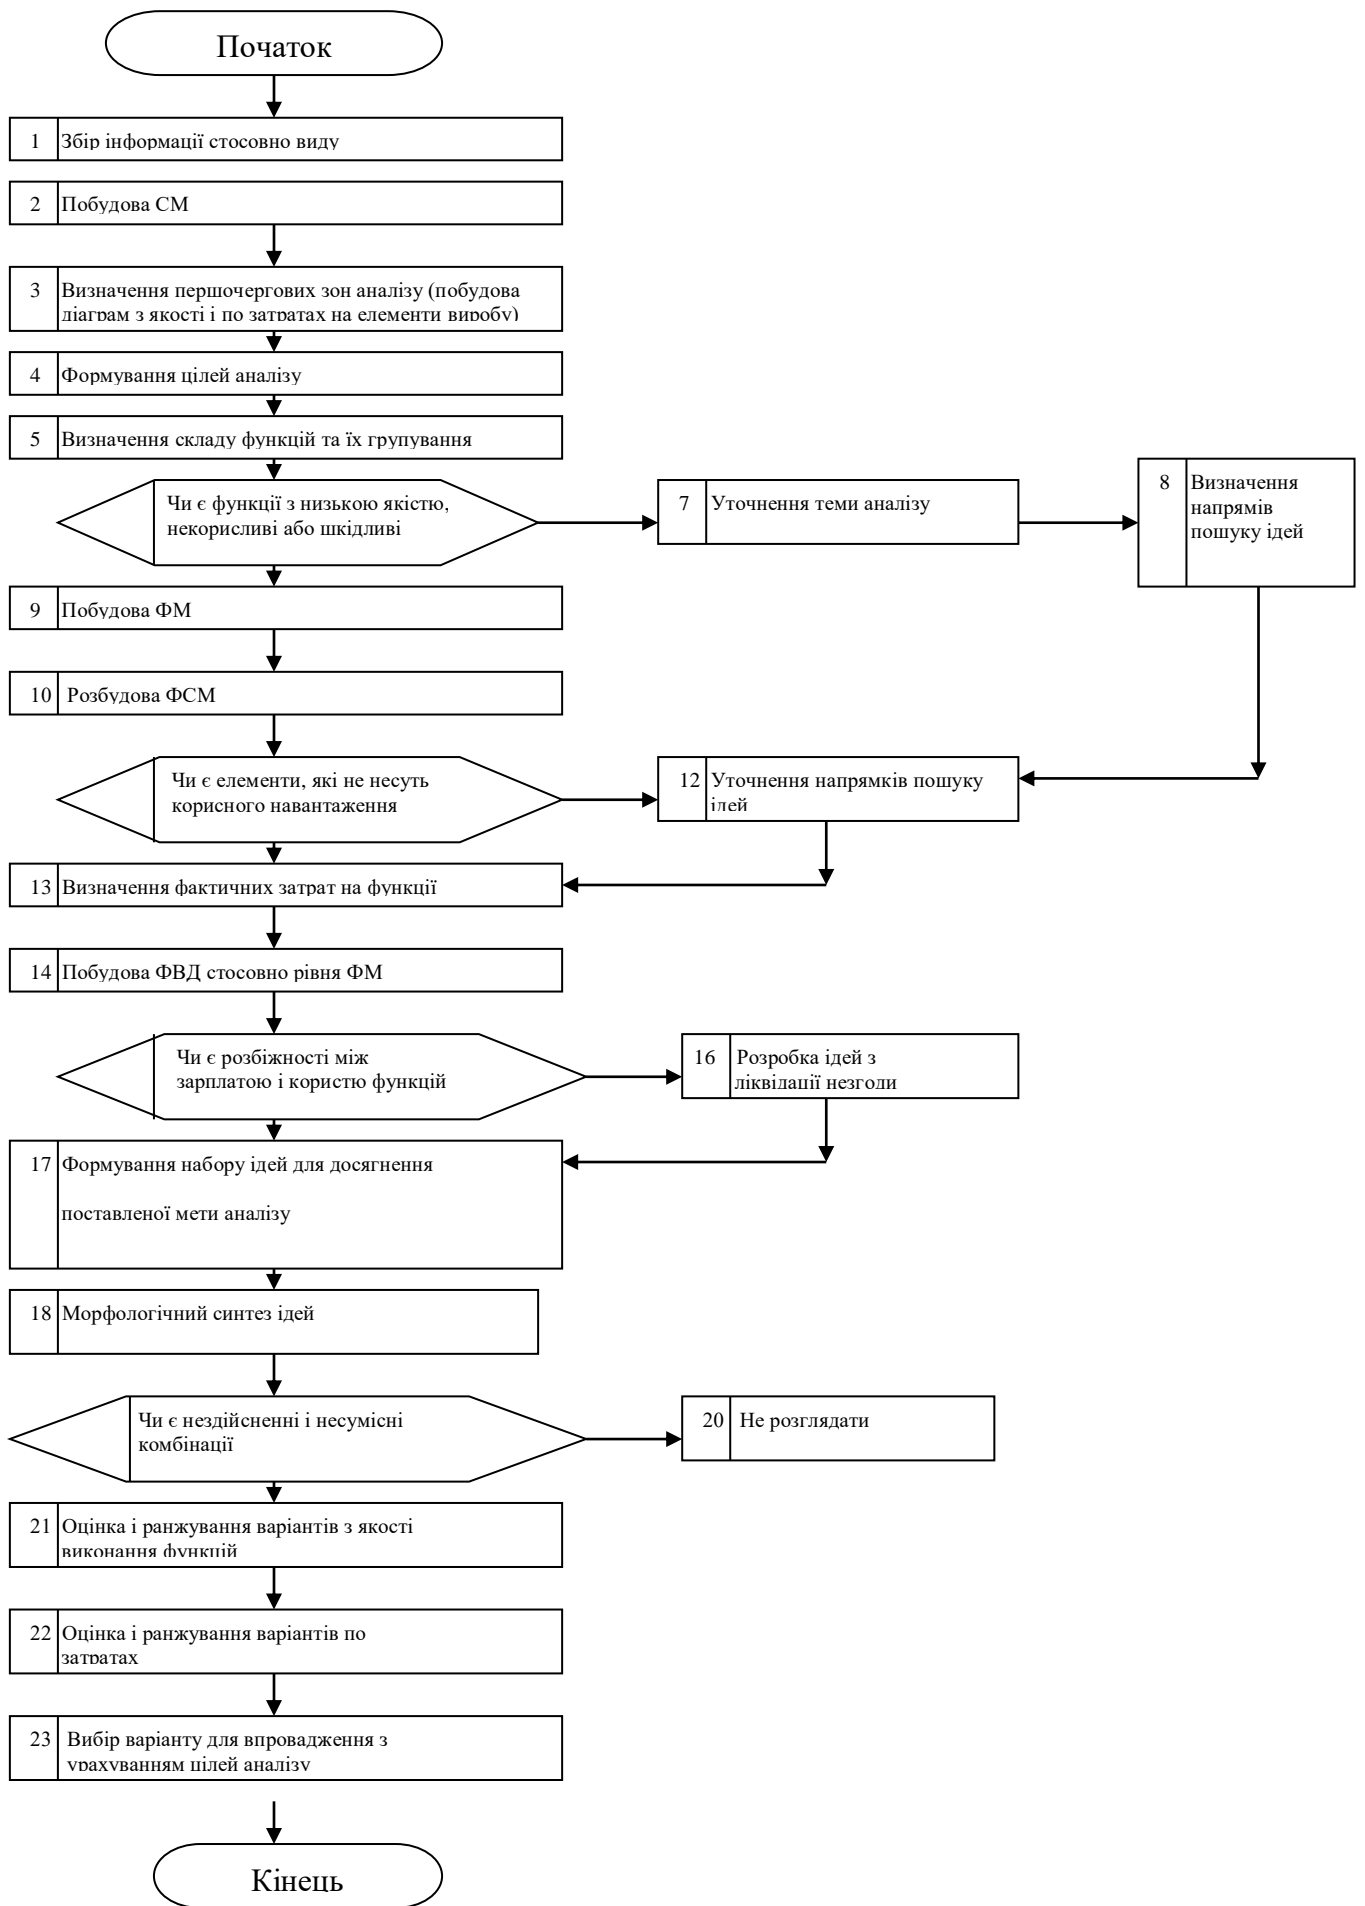 Початок
1 Збір інформації стосовно виду
2 Побудова СМ
3 Визначення першочергових зон аналізу (побудова
діаграм з якості і по затратах на елементи виробу)
4 Формування цілей аналізу
5 Визначення складу функцій та їх групування
Чи є функції з низькою якістю,
некорисливі або шкідливі
7 Уточнення теми аналізу
8 Визначення
напрямів
пошуку ідей
9 Побудова ФМ
10 Розбудова ФСМ
Чи є елементи, які не несуть
корисного навантаження
12 Уточнення напрямків пошуку
ідей
13 Визначення фактичних затрат на функції
14 Побудова ФВД стосовно рівня ФМ
Чи є розбіжності між
зарплатою і користю функцій
16 Розробка ідей з
ліквідації незгоди
17 Формування набору ідей для досягнення
поставленої мети аналізу
18 Морфологічний синтез ідей
Чи є нездійсненні і несумісні
комбінації
20 Не розглядати
21 Оцінка і ранжування варіантів з якості
виконання функцій
22 Оцінка і ранжування варіантів по
затратах
23 Вибір варіанту для впровадження з
урахуванням цілей аналізу
Кінець